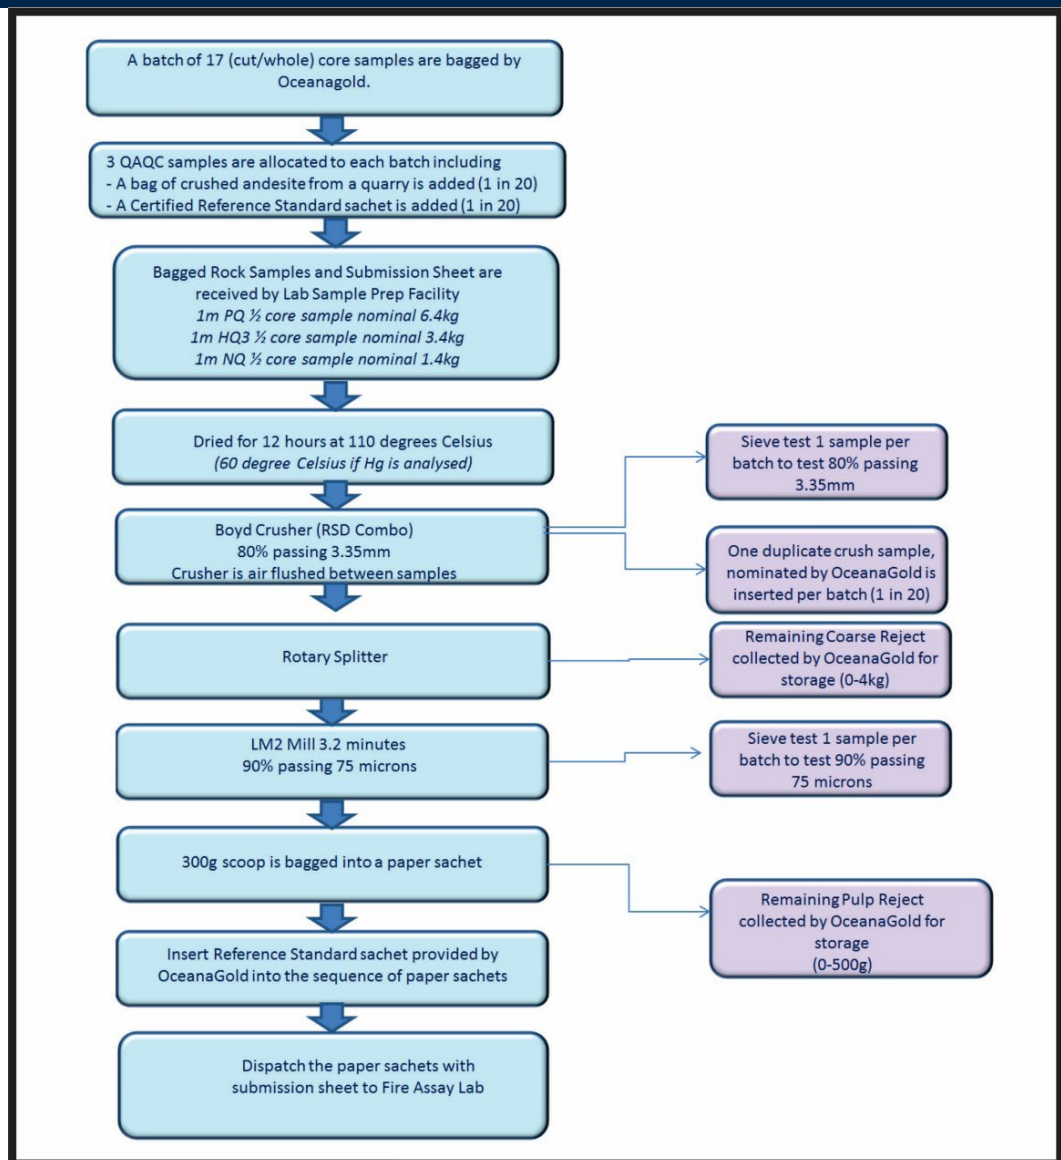 A batch of 17 (cut/whole) core samples are bagged by
Oceanagold.
3 QAQC samples are allocated to each batch including
- A bag of crushed andesite from a quarry is added (1 in 20)
- A Certified Reference Standard sachet is added (1 in 20)
Bagged Rock Samples and Submission Sheet are
received by Lab Sample Prep Facility
1m PQ ½ core sample nominal 6.4kg
1m HQ3 ½ core sample nominal 3.4kg
1m NQ ½ core sample nominal 1.4kg
Dried for 12 hours at 110 degrees Celsius
(60 degree Celsius if Hg is analysed)
Sieve test 1 sample per
batch to test 80% passing
3.35mm
Boyd Crusher (RSD Combo)
80% passing 3.35mm
Crusher is air flushed between samples
One duplicate crush sample,
nominated by OceanaGold is
inserted per batch (1 in 20)
Rotary Splitter
Remaining Coarse Reject
collected by OceanaGold for
storage (0-4kg)
LM2 Mill 3.2 minutes
90% passing 75 microns
Sieve test 1 sample per
batch to test 90% passing
75 microns
300g scoop is bagged into a paper sachet
Remaining Pulp Reject
collected by OceanaGold for
storage
(0-500g)
Insert Reference Standard sachet provided by
OceanaGold into the sequence of paper sachets
Dispatch the paper sachets with
submission sheet to Fire Assay Lab